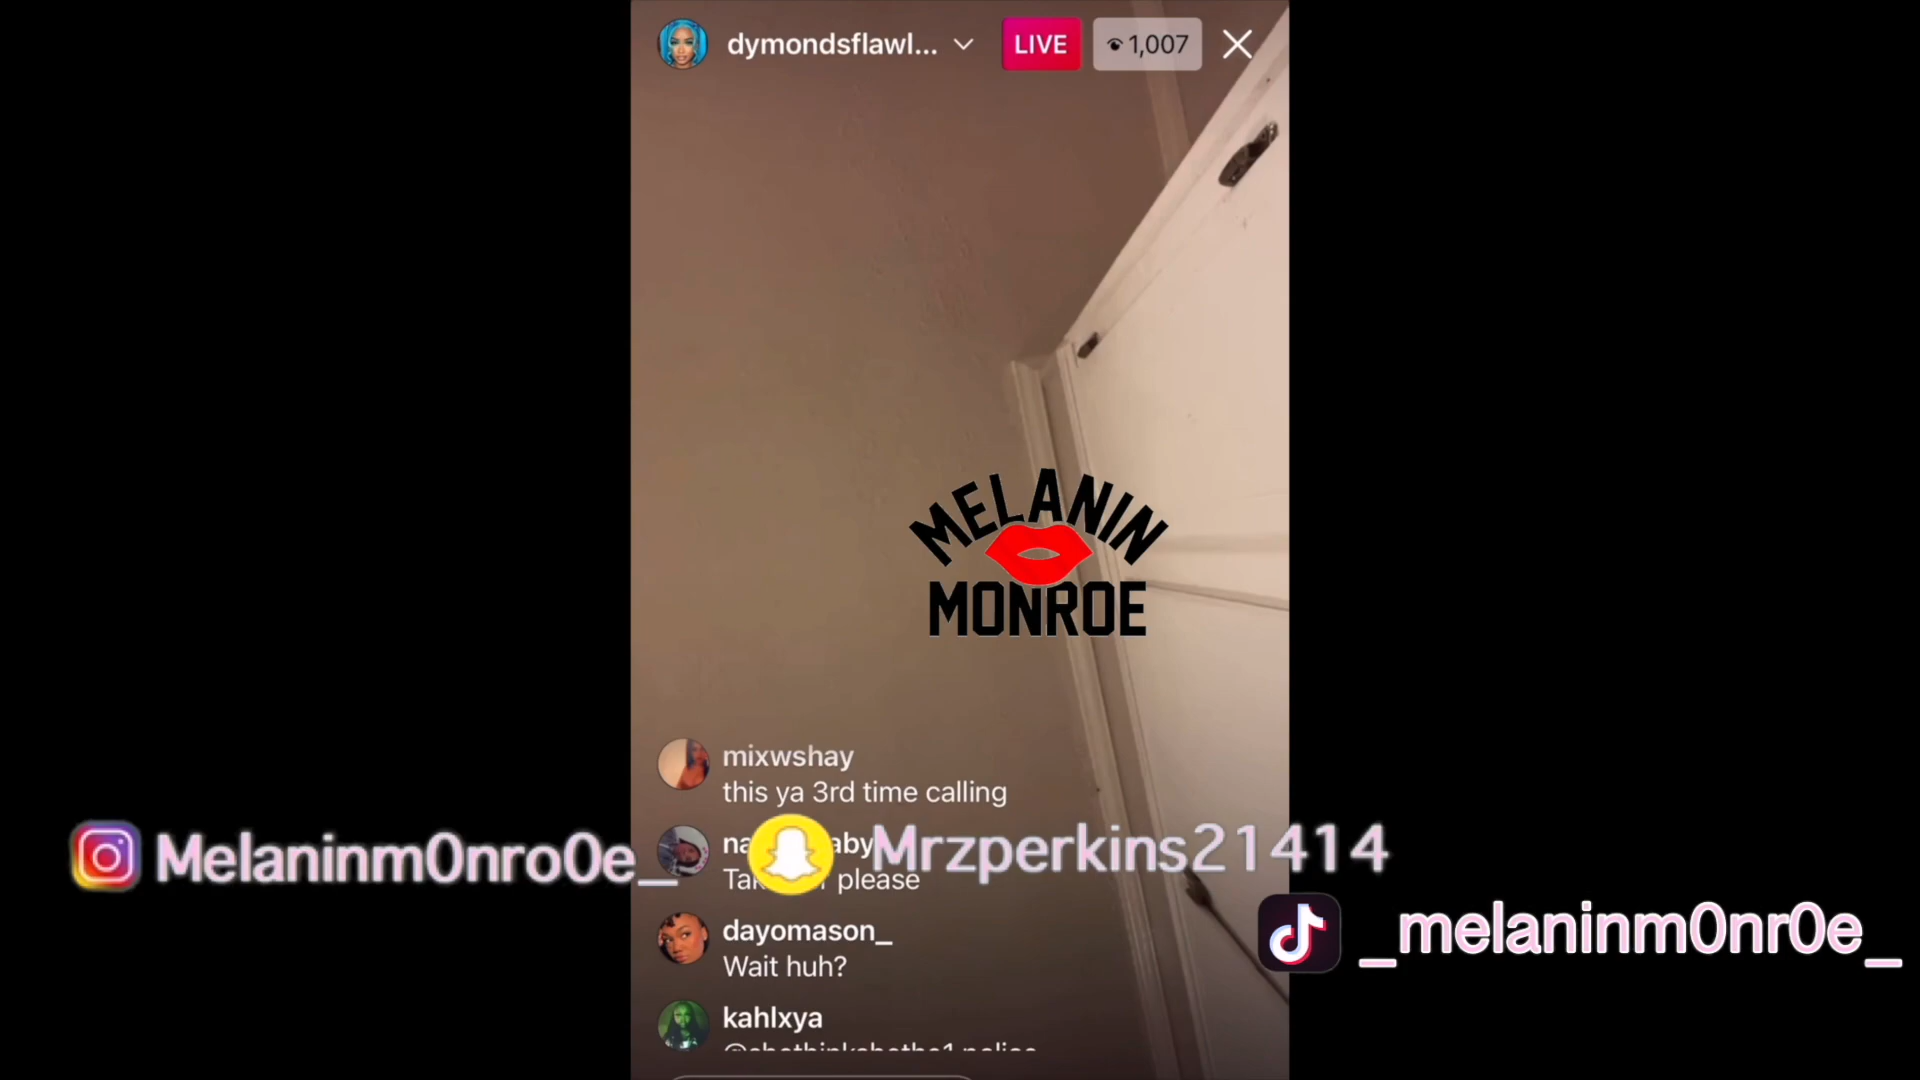 dymondsflawl...
LIVE
1,007
MELANIN
MONROE
mixwshay
this ya 3rd time calling
Melaninm0nro0e_
Mrzperkins21414
please
dayomason_
Wait huh?
_melaninm0nr0e_
kahlxya